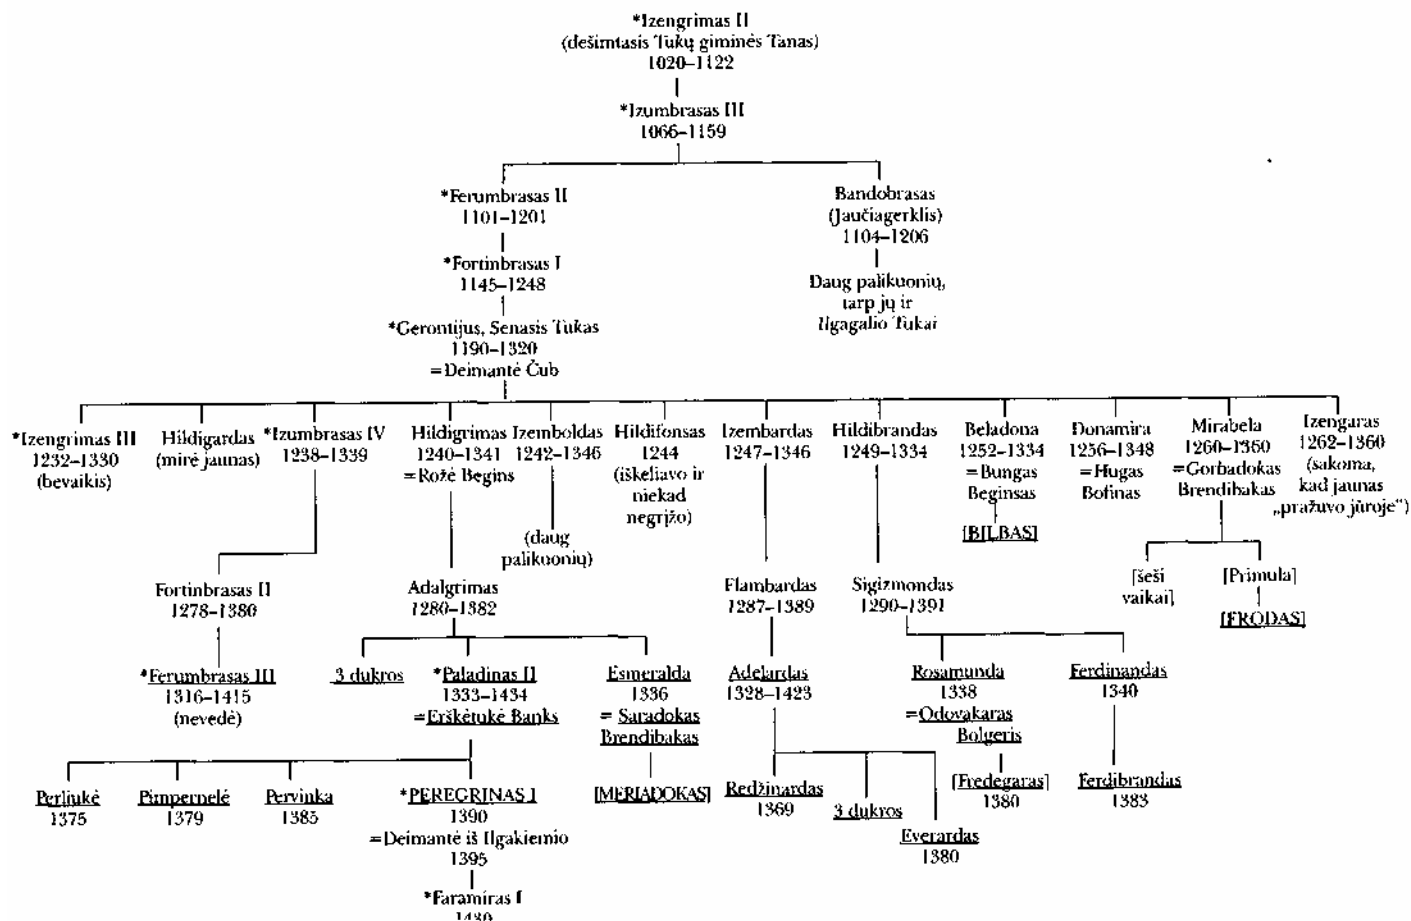 *Izengrimas II
(dešimtasis Tukų giminės Tanas)
1020–1122
*Izumbrasas III
1066–1159
*Ferumbrasas II
1101–1201
Bandobrasas
(Jaučiagerklis)
1104–1206
*Fortinbrasas I
1145–1248
Daug palikuonių,
tarp jų ir
Ilgagalio Tukai
*Gerontijus, Senasis Tukas
1190–1320
=Deimantė Čub
*Izengrimas III
1232–1330
(bevaikis)
Hildigardas
(mirė jaunas)
*Izumbrasas IV
1238–1339
Hildigrimas
1240–1341
=Rožė Begins
Izemboldas
1242–1346
(daug
palikuonių)
Hildifonsas
1244
(iškeliavo ir
niekad
negrįžo)
Izembardas
1247–1346
Hildibrandas
1249–1334
Beladona
1252–1334
=Bungas
Beginsas
[BILBAS]
Donamira
1256–1348
=Hugas
Bofinas
Mirabela
1260–1360
=Gorbadokas
Brendibakas
Izengaras
1262–1360
(sakoma,
kad jaunas
„pražuvo jūroje“)
[šeši
vaikai]
[Primula]
[FRODAS]
Fortinbrasas II
1278–1380
Adalgrimas
1280–1382
Flambardas
1287–1389
Sigizmondas
1290–1391
*Ferumbrasas III
1316–1415
(nevedė)
3 dukros
*Paladinas II
1333–1434
=Erškėtukė Banks
Esmeralda
1336
= Saradokas
Brendibakas
Adelardas
1328–1423
Rosamunda
1338
=Odovakaras
Bolgeris
Ferdinandas
1340
Perliukė
1375
Pimpernelė
1379
Pervinka
1385
*PEREGRINAS I
1390
=Deimantė iš Ilgakiemio
1395
[MERIADOKAS]
Redžinardas
1369
3 dukros
Everardas
1380
[Fredegaras]
1380
Ferdibrandas
1383
*Faramiras I
1430